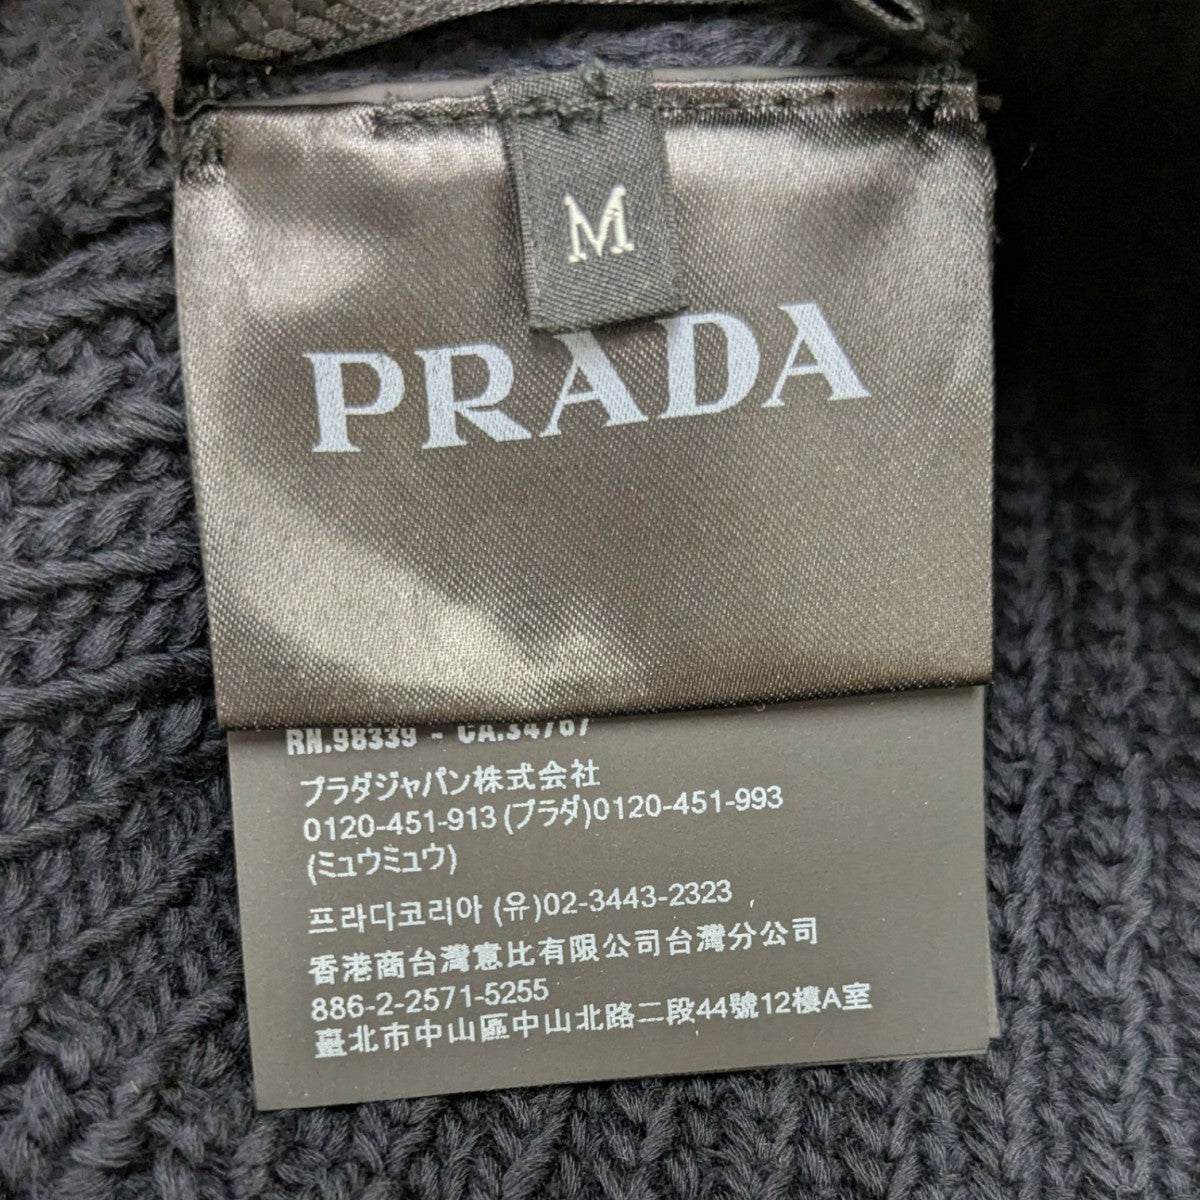 M
PRADA
RN.98339 - CA.34767
プラダジャパン株式会社
0120-451-913 (プラダ)0120-451-993
(ミュウミュウ)
프라다코리아 (유)02-3443-2323
香港商台灣意比有限公司台灣分公司
886-2-2571-5255
臺北市中山區中山北路二段44號12樓A室